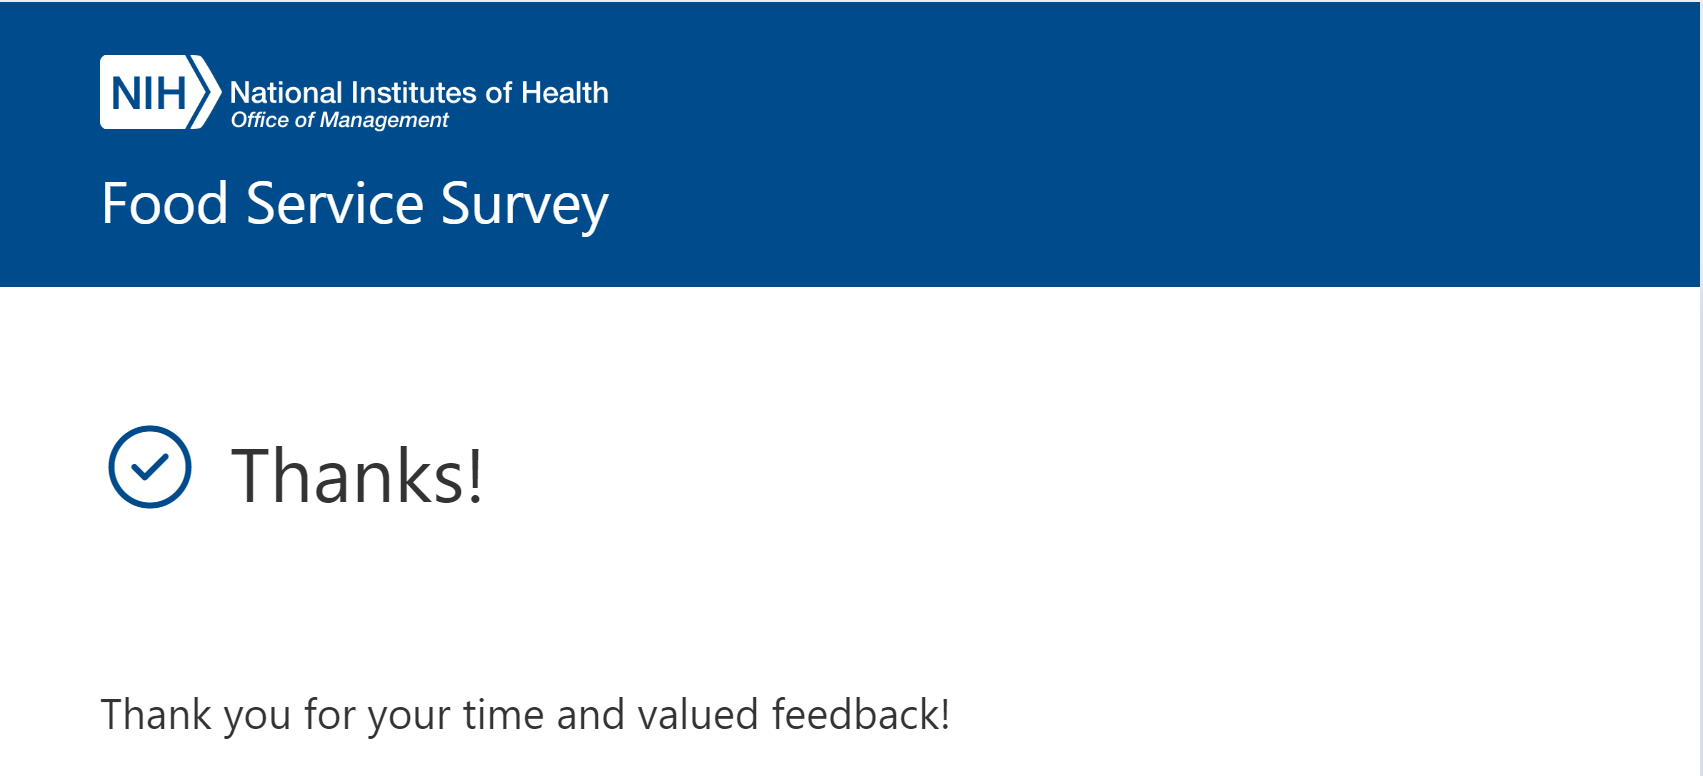 NIH National Institutes of Health
Office of Management
Food Service Survey
Thanks!
Thank you for your time and valued feedback!